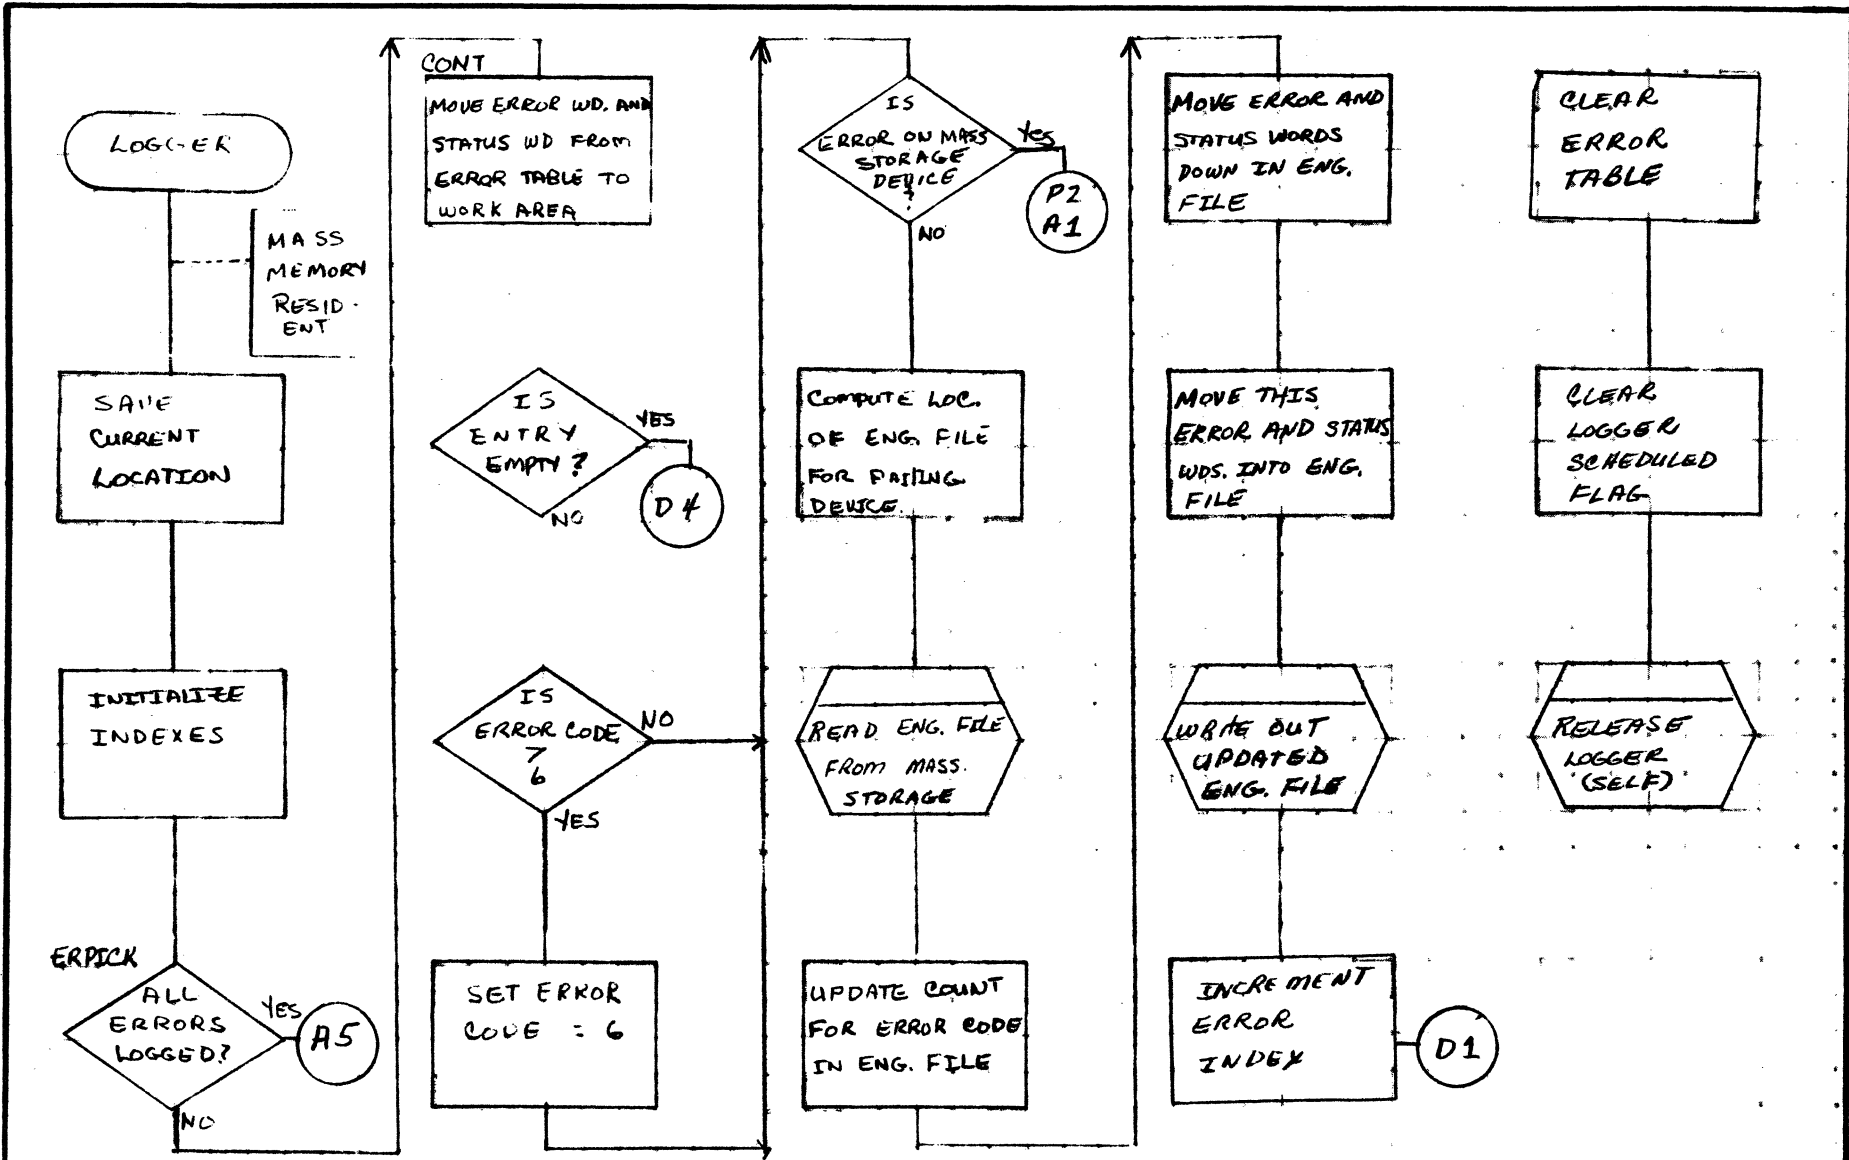 LOGGER
MASS
MEMORY
RESID-
ENT
SAVE
CURRENT
LOCATION
INITIALIZE
INDEXES
ERPICK
ALL
ERRORS
LOGGED?
YES
A5
NO
CONT
MOVE ERROR WD. AND
STATUS WD FROM
ERROR TABLE TO
WORK AREA
IS
ENTRY
EMPTY?
YES
D4
NO
IS
ERROR CODE
>
6
NO
YES
SET ERROR
CODE = 6
IS
ERROR ON MASS
STORAGE
DEVICE
?
Yes
P2
A1
NO
COMPUTE LOC.
OF ENG. FILE
FOR FAILING
DEVICE.
READ ENG. FILE
FROM MASS.
STORAGE
UPDATE COUNT
FOR ERROR CODE
IN ENG. FILE
MOVE ERROR AND
STATUS WORDS
DOWN IN ENG.
FILE
MOVE THIS
ERROR AND STATUS
WDS. INTO ENG.
FILE
WRITE OUT
UPDATED
ENG. FILE
INCREMENT
ERROR
INDEX
D1
CLEAR
ERROR
TABLE
CLEAR
LOGGER
SCHEDULED
FLAG
RELEASE
LOGGER
(SELF)